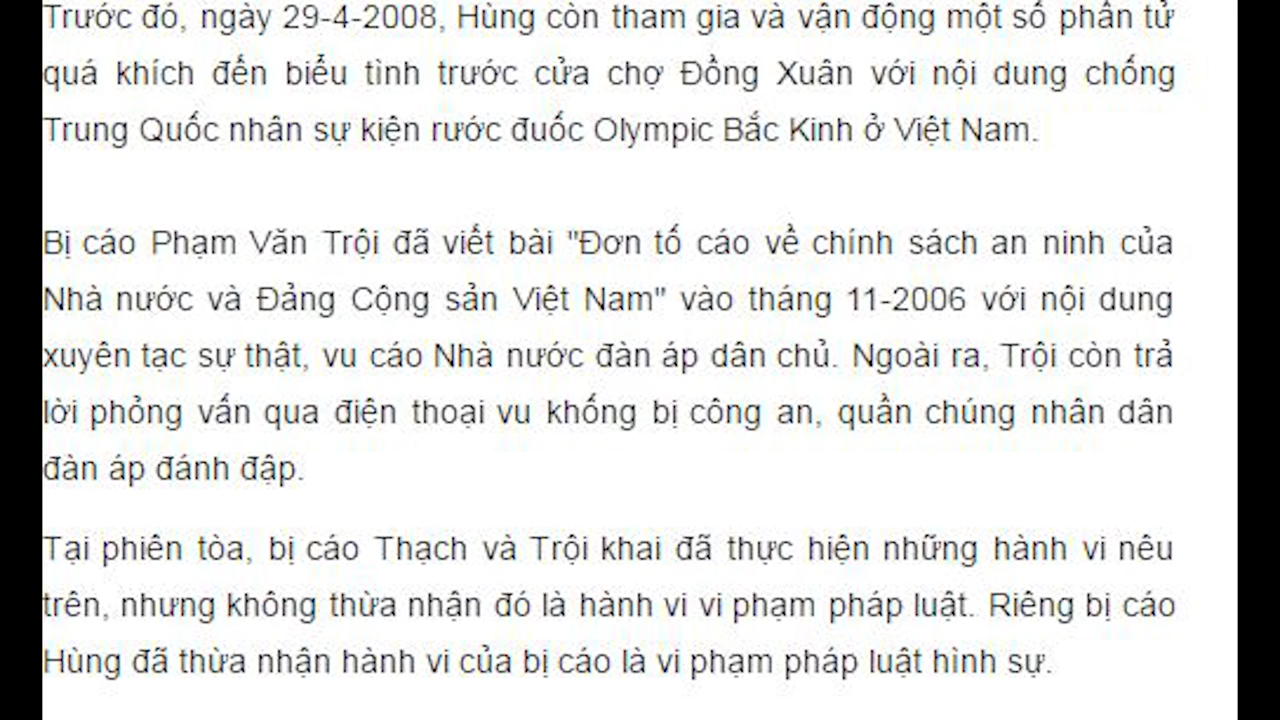 Trước đó, ngày 29-4-2008, Hùng còn tham gia và vận động một số phần tử
quá khích đến biểu tình trước cửa chợ Đồng Xuân với nội dung chống
Trung Quốc nhân sự kiện rước đuốc Olympic Bắc Kinh ở Việt Nam.
Bị cáo Phạm Văn Trội đã viết bài "Đơn tố cáo về chính sách an ninh của
Nhà nước và Đảng Cộng sản Việt Nam" vào tháng 11-2006 với nội dung
xuyên tạc sự thật, vu cáo Nhà nước đàn áp dân chủ. Ngoài ra, Trội còn trả
lời phỏng vấn qua điện thoại vu khống bị công an, quần chúng nhân dân
đàn áp đánh đập.
Tại phiên tòa, bị cáo Thạch và Trội khai đã thực hiện những hành vi nêu
trên, nhưng không thừa nhận đó là hành vi vi phạm pháp luật. Riêng bị cáo
Hùng đã thừa nhận hành vi của bị cáo là vi phạm pháp luật hình sự.